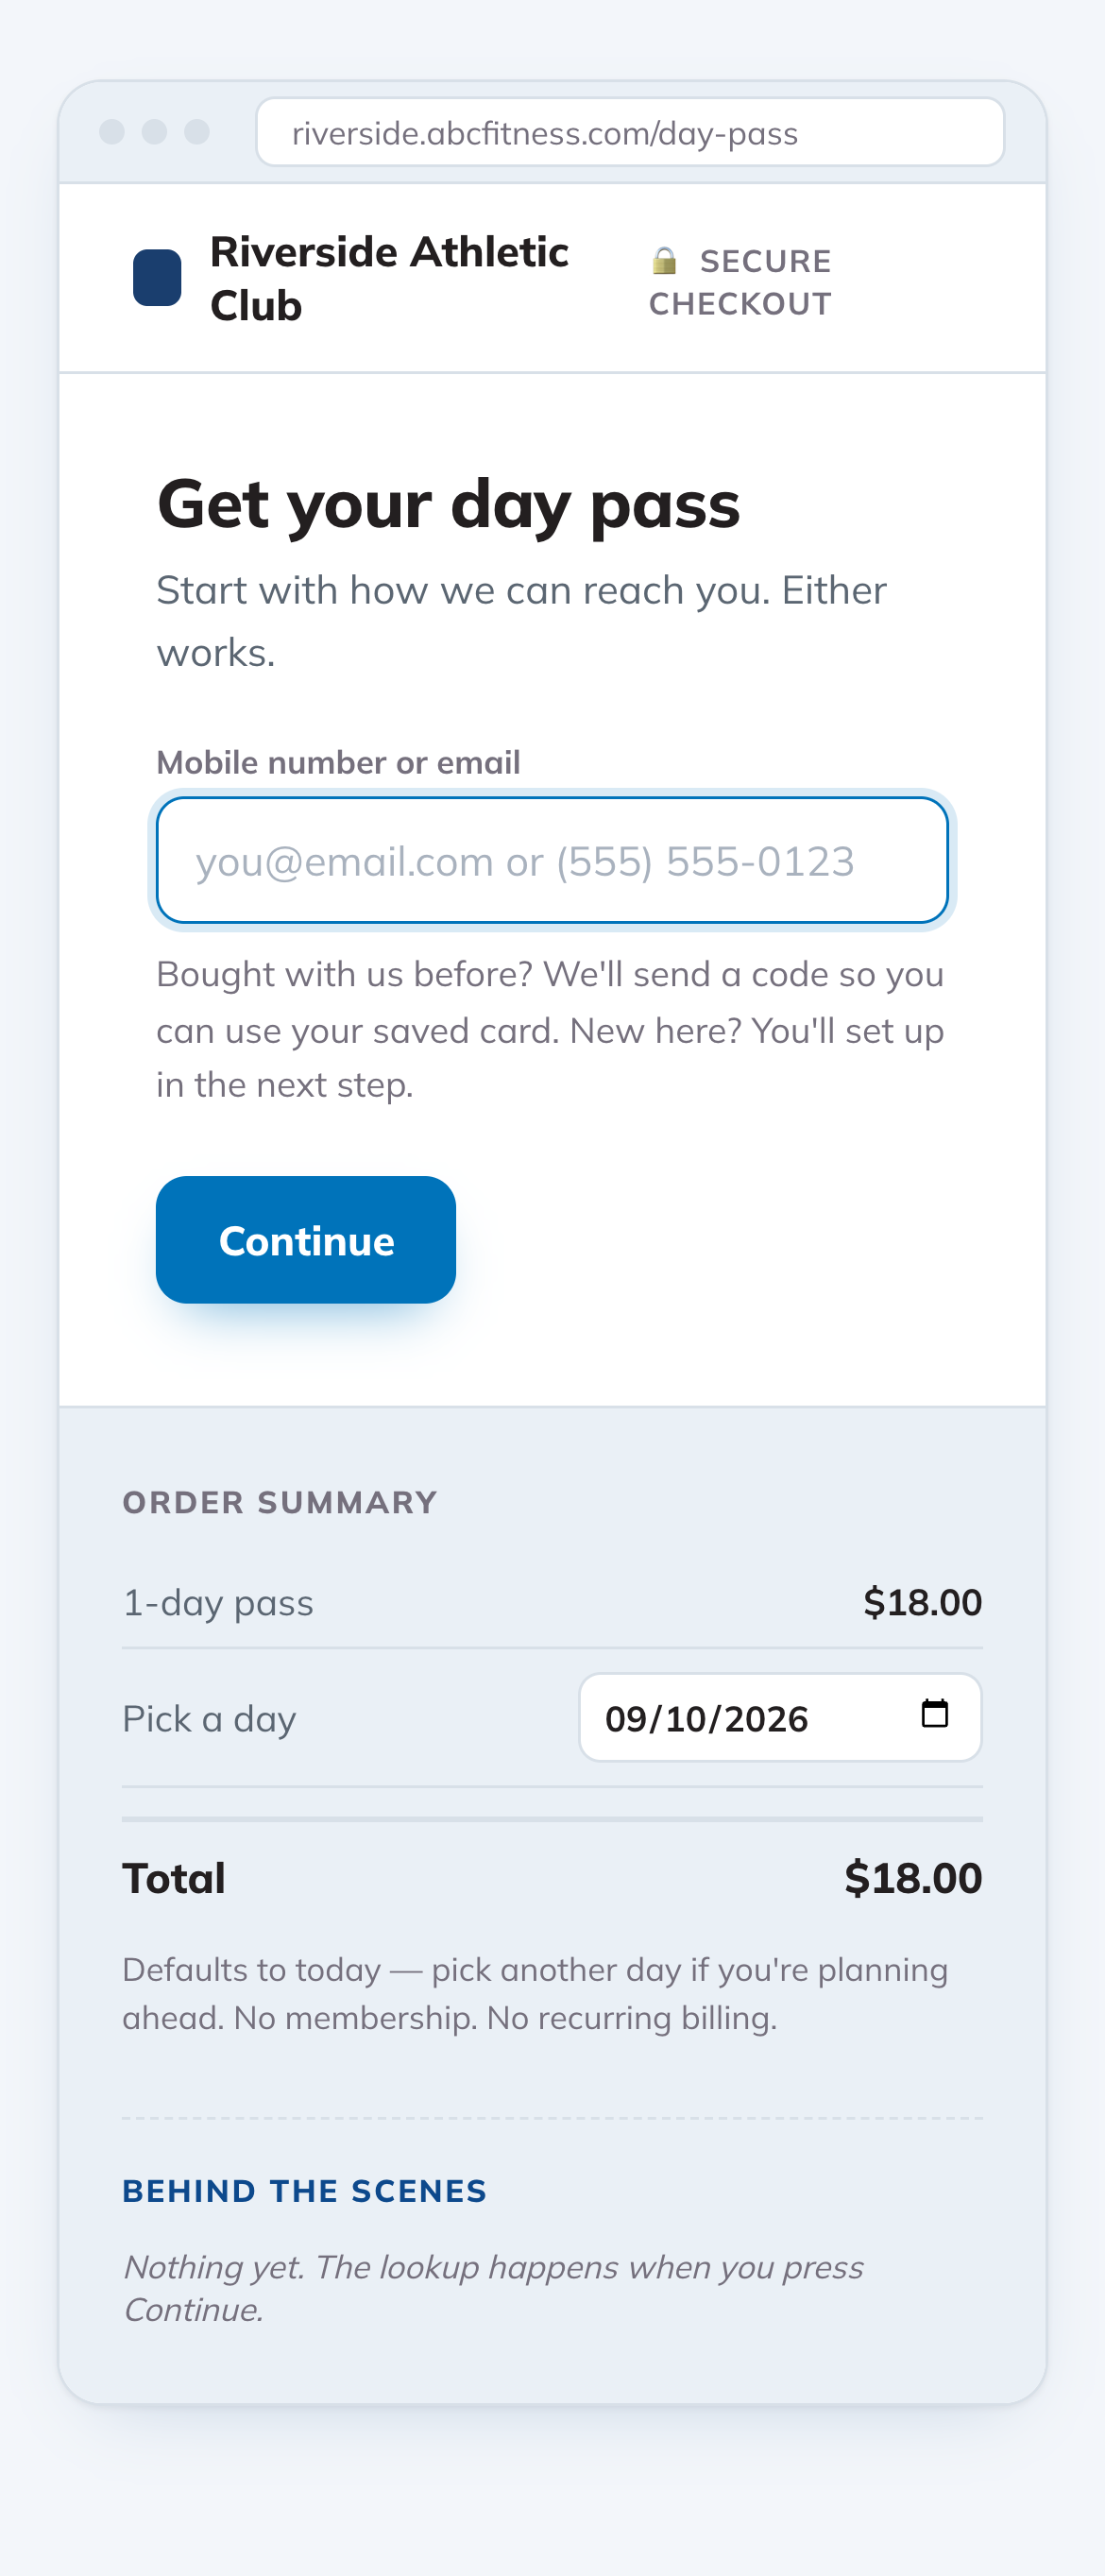 riverside.abcfitness.com/day-pass
Riverside Athletic
Club
🔒 SECURE
CHECKOUT
Get your day pass
Start with how we can reach you. Either
works.
Mobile number or email
you@email.com or (555) 555-0123
Bought with us before? We'll send a code so you
can use your saved card. New here? You'll set up
in the next step.
Continue
ORDER SUMMARY
1-day pass $18.00
Pick a day 09/10/2026
Total $18.00
Defaults to today — pick another day if you're planning
ahead. No membership. No recurring billing.
BEHIND THE SCENES
Nothing yet. The lookup happens when you press
Continue.